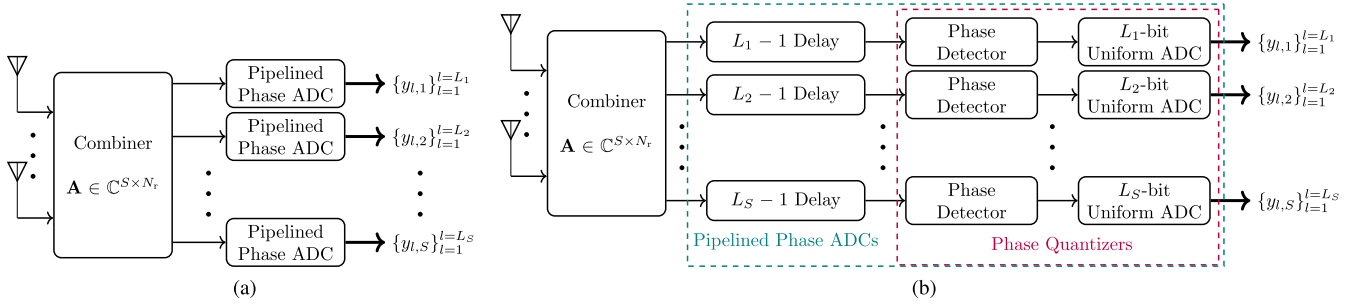 Combiner
A ∈ ℂ^{S×N_r}
Pipelined
Phase ADC
{y_{l,1}}_{l=1}^{l=L_1}
Pipelined
Phase ADC
{y_{l,2}}_{l=1}^{l=L_2}
Pipelined
Phase ADC
{y_{l,S}}_{l=1}^{l=L_S}
(a)
Combiner
A ∈ ℂ^{S×N_r}
L_1 − 1 Delay
Phase
Detector
L_1-bit
Uniform ADC
{y_{l,1}}_{l=1}^{l=L_1}
L_2 − 1 Delay
Phase
Detector
L_2-bit
Uniform ADC
{y_{l,2}}_{l=1}^{l=L_2}
L_S − 1 Delay
Phase
Detector
L_S-bit
Uniform ADC
{y_{l,S}}_{l=1}^{l=L_S}
Pipelined Phase ADCs
Phase Quantizers
(b)